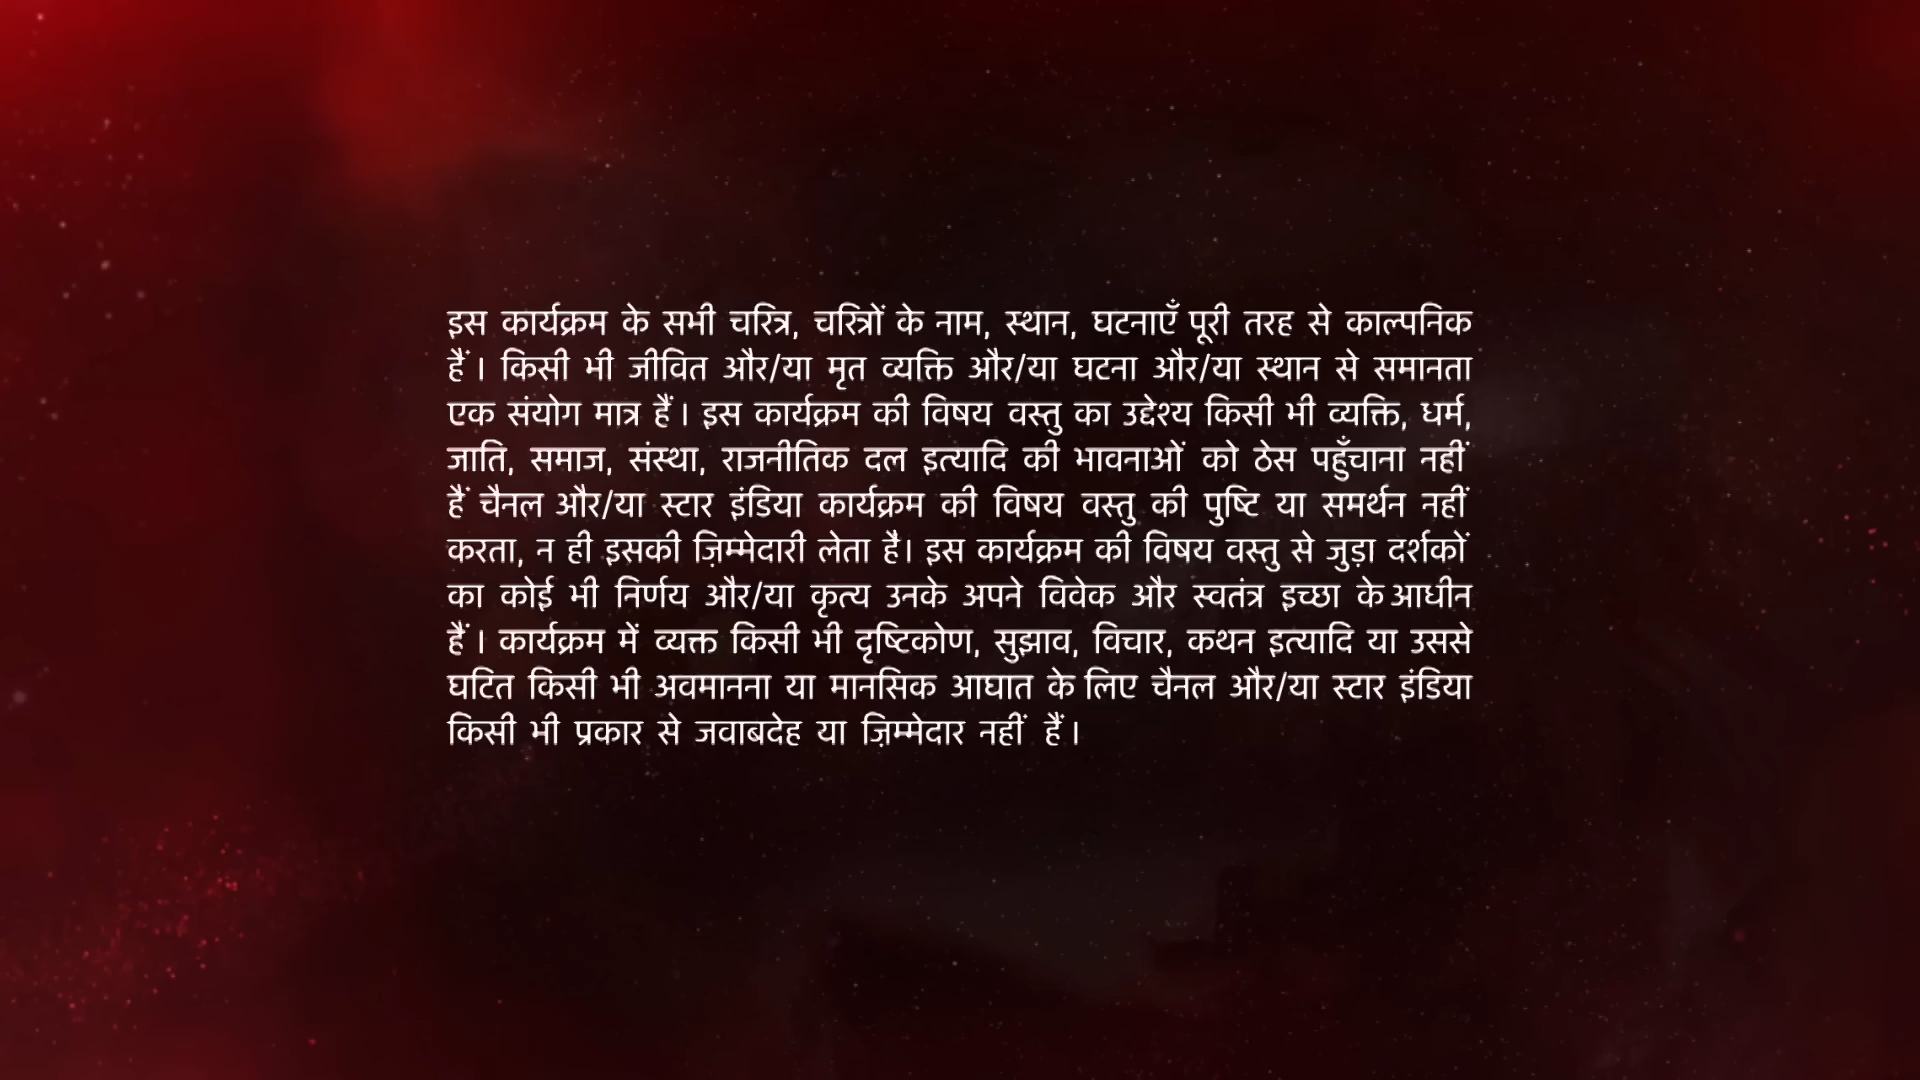 इस कार्यक्रम के सभी चरित्र, चरित्रों के नाम, स्थान, घटनाएँ पूरी तरह से काल्पनिक
हैं । किसी भी जीवित और/या मृत व्यक्ति और/या घटना और/या स्थान से समानता
एक संयोग मात्र हैं । इस कार्यक्रम की विषय वस्तु का उद्देश्य किसी भी व्यक्ति, धर्म,
जाति, समाज, संस्था, राजनीतिक दल इत्यादि की भावनाओं को ठेस पहुँचाना नहीं
हैं चैनल और/या स्टार इंडिया कार्यक्रम की विषय वस्तु की पुष्टि या समर्थन नहीं
करता, न ही इसकी ज़िम्मेदारी लेता है। इस कार्यक्रम की विषय वस्तु से जुड़ा दर्शकों
का कोई भी निर्णय और/या कृत्य उनके अपने विवेक और स्वतंत्र इच्छा के आधीन
हैं । कार्यक्रम में व्यक्त किसी भी दृष्टिकोण, सुझाव, विचार, कथन इत्यादि या उससे
घटित किसी भी अवमानना या मानसिक आघात के लिए चैनल और/या स्टार इंडिया
किसी भी प्रकार से जवाबदेह या ज़िम्मेदार नहीं हैं ।